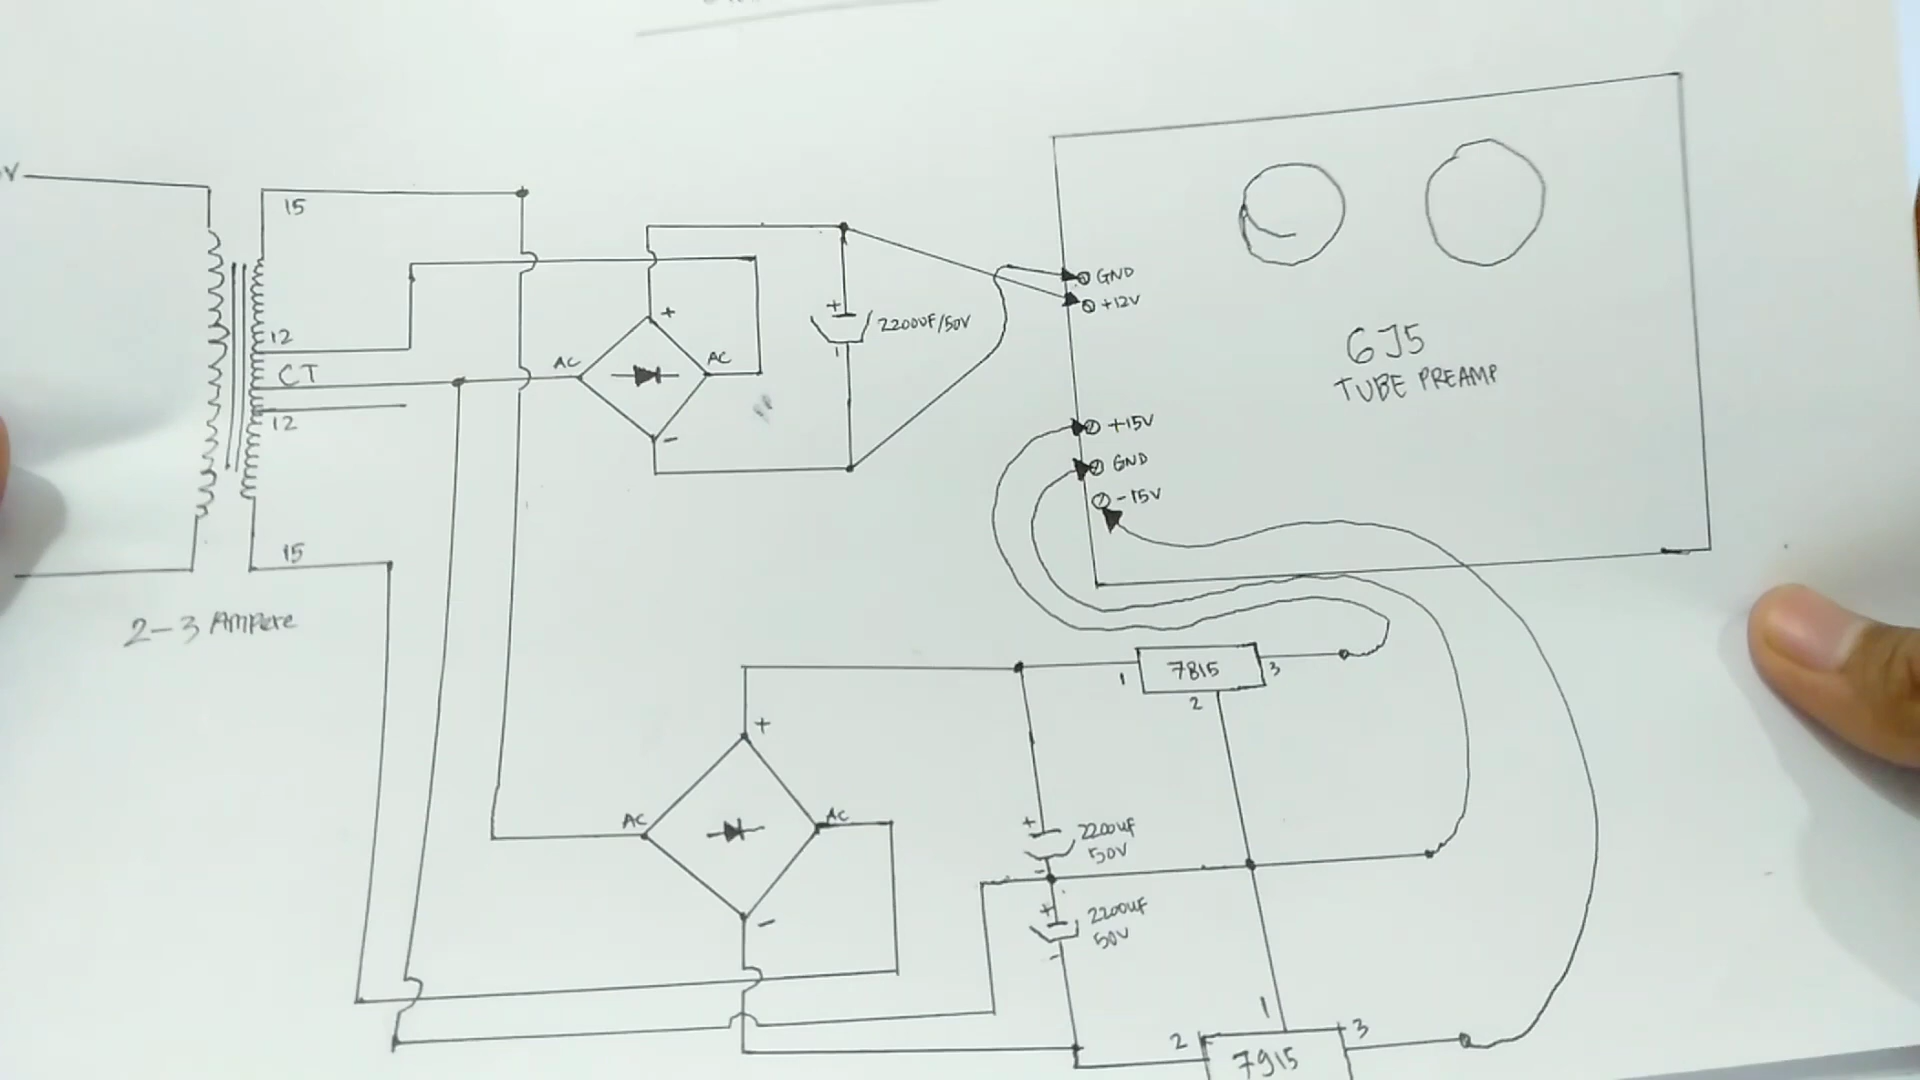 V
15
12
CT
12
15
2-3 Ampere
+
AC
AC
-
+
2200UF/50V
GND
+12V
6J5
TUBE PREAMP
+15V
GND
-15V
1
7815
3
2
+
AC
AC
-
+
2200UF
50V
-
+
2200UF
50V
-
1
2
7915
3